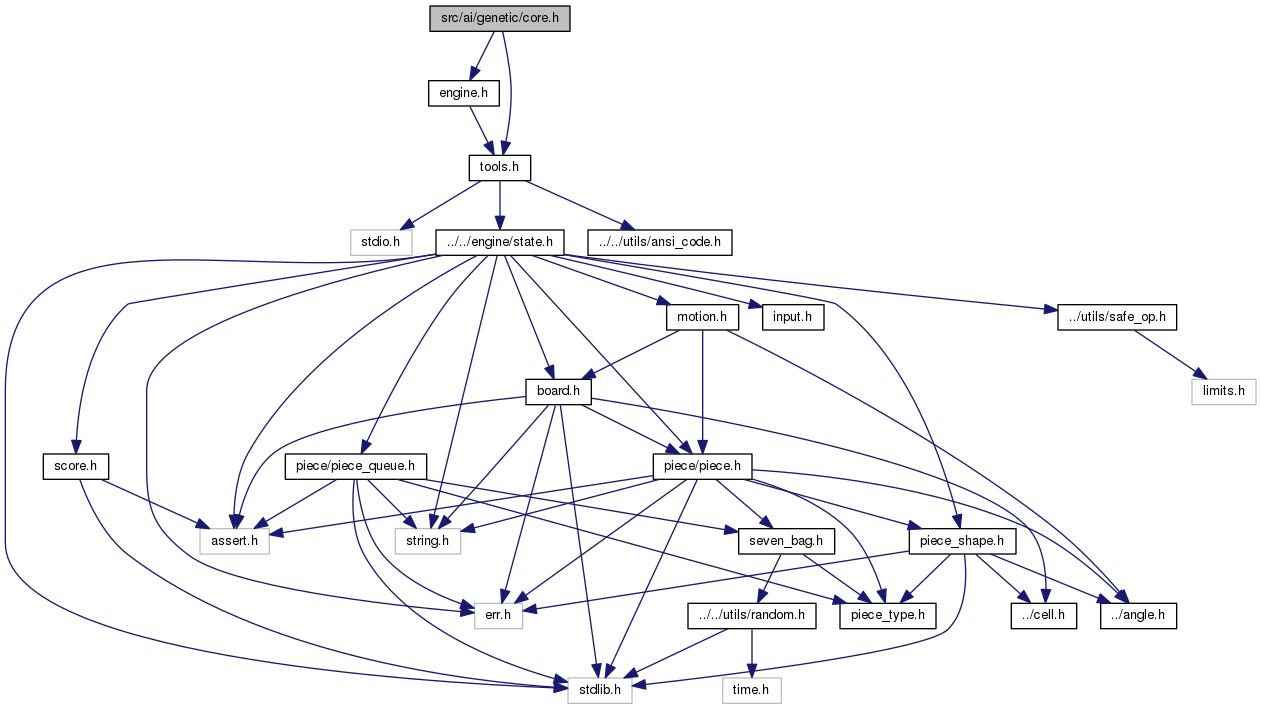 src/ai/genetic/core.h
engine.h
tools.h
stdio.h
../../engine/state.h
../../utils/ansi_code.h
motion.h
input.h
../utils/safe_op.h
board.h
limits.h
score.h
piece/piece_queue.h
piece/piece.h
assert.h
string.h
seven_bag.h
piece_shape.h
err.h
../../utils/random.h
piece_type.h
../cell.h
../angle.h
stdlib.h
time.h